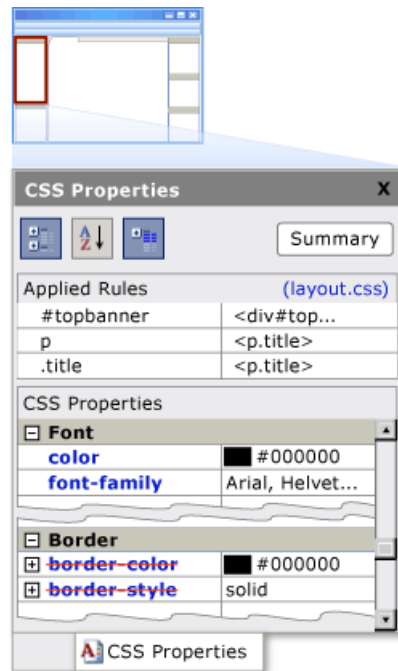 CSS Properties X
A Z Summary
Applied Rules (layout.css)
#topbanner <div#top...
p <p.title>
.title <p.title>
CSS Properties
Font
color #000000
font-family Arial, Helvet...
Border
border-color #000000
border-style solid
A CSS Properties